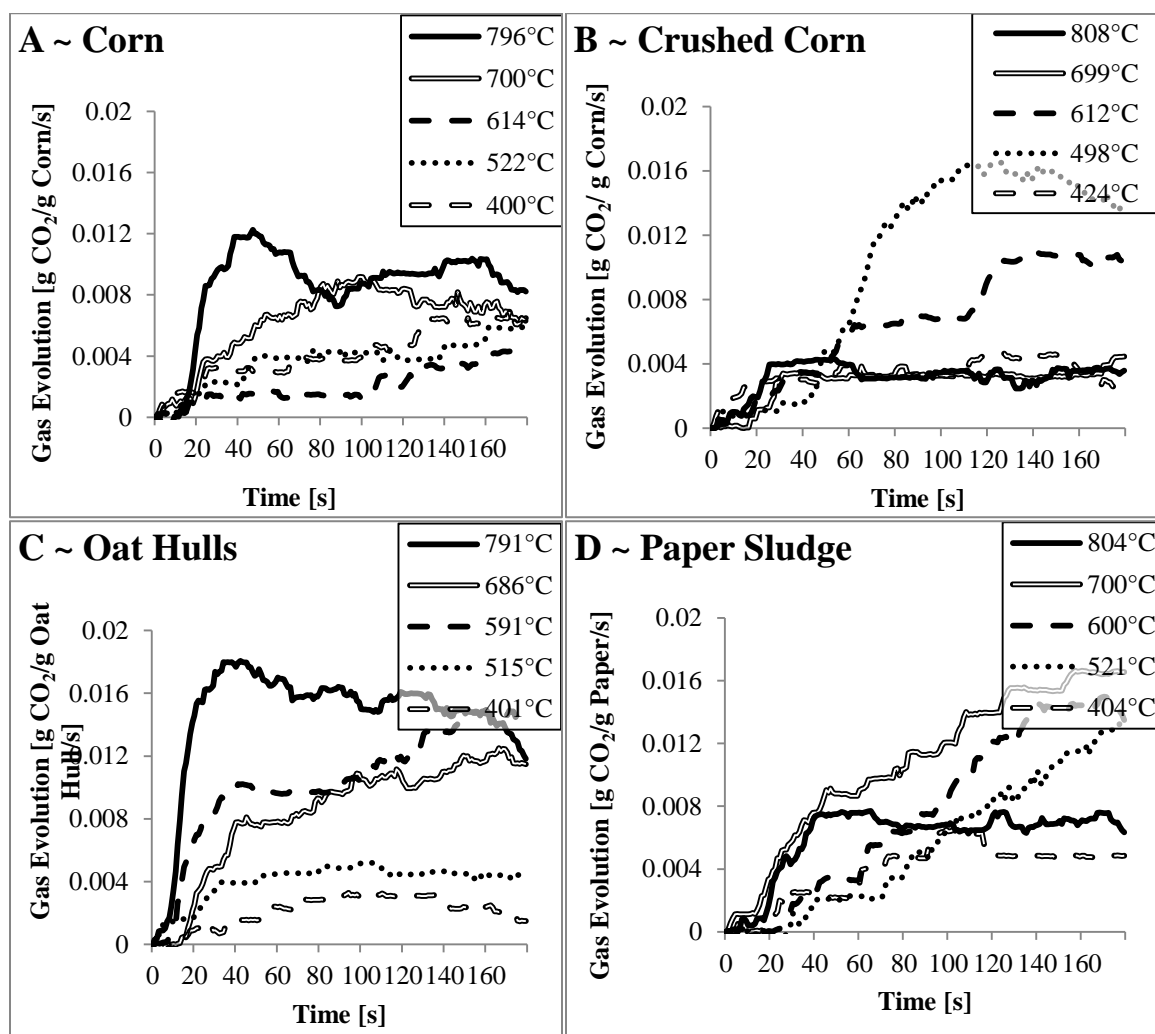 A ~ Corn
796°C
700°C
614°C
522°C
400°C
0.02
0.016
0.012
0.008
0.004
0
0 20 40 60 80 100 120 140 160
Gas Evolution [g CO2/ g Corn/s]
Time [s]
B ~ Crushed Corn
808°C
699°C
612°C
498°C
424°C
0.02
0.016
0.012
0.008
0.004
0
0 20 40 60 80 100 120 140 160
Gas Evolution [g CO2/ g Corn/s]
Time [s]
C ~ Oat Hulls
791°C
686°C
591°C
515°C
401°C
0.02
0.016
0.012
0.008
0.004
0
0 20 40 60 80 100 120 140 160
Gas Evolution [g CO2/g Oat
Hull/s]
Time [s]
D ~ Paper Sludge
804°C
700°C
600°C
521°C
404°C
0.02
0.016
0.012
0.008
0.004
0
0 20 40 60 80 100 120 140 160
Gas Evolution [g CO2/g Paper/s]
Time [s]